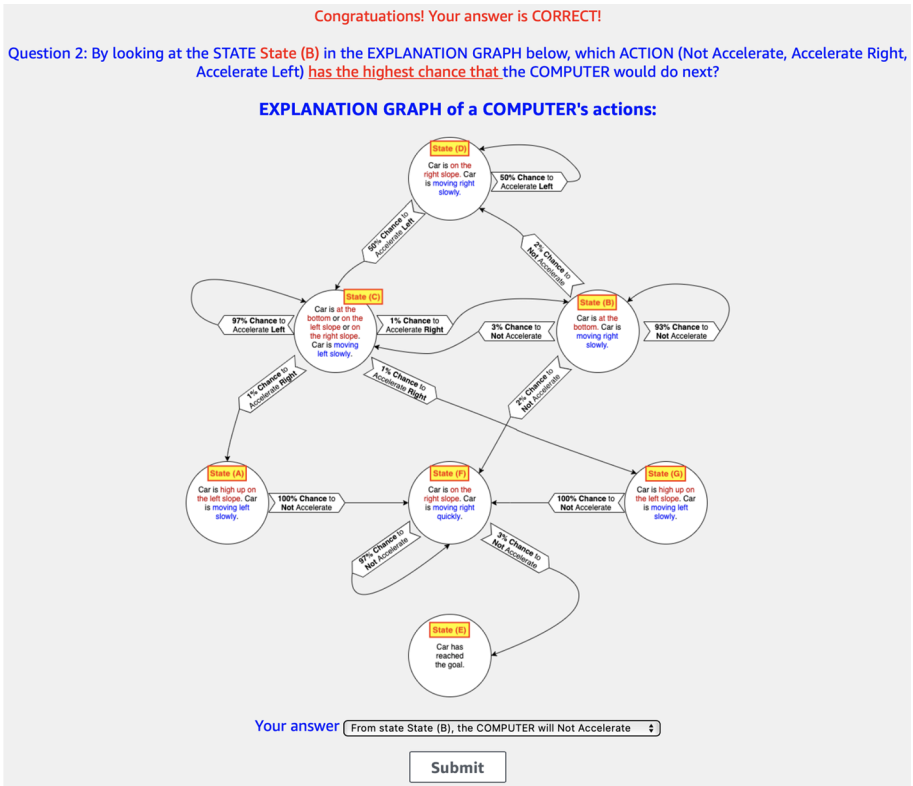 Congratuations! Your answer is CORRECT!
Question 2: By looking at the STATE State (B) in the EXPLANATION GRAPH below, which ACTION (Not Accelerate, Accelerate Right,
Accelerate Left) has the highest chance that the COMPUTER would do next?
EXPLANATION GRAPH of a COMPUTER's actions:
State (D)
Car is on the
right slope. Car
is moving right
slowly.
50% Chance to
Accelerate Left
50% Chance to
Accelerate Left
2% Chance to
Not Accelerate
State (C)
Car is at the
bottom or on the
left slope or on
the right slope.
Car is moving
left slowly.
97% Chance to
Accelerate Left
1% Chance to
Accelerate Right
3% Chance to
Not Accelerate
State (B)
Car is at the
bottom. Car is
moving right
slowly.
93% Chance to
Not Accelerate
1% Chance to
Accelerate Right
1% Chance to
Accelerate Right
2% Chance to
Not Accelerate
State (A)
Car is high up on
the left slope. Car
is moving left
slowly.
100% Chance to
Not Accelerate
State (F)
Car is on the
right slope. Car
is moving right
quickly.
100% Chance to
Not Accelerate
State (G)
Car is high up on
the left slope. Car
is moving left
slowly.
97% Chance to
Not Accelerate
3% Chance to
Not Accelerate
State (E)
Car has
reached
the goal.
Your answer From state State (B), the COMPUTER will Not Accelerate
Submit